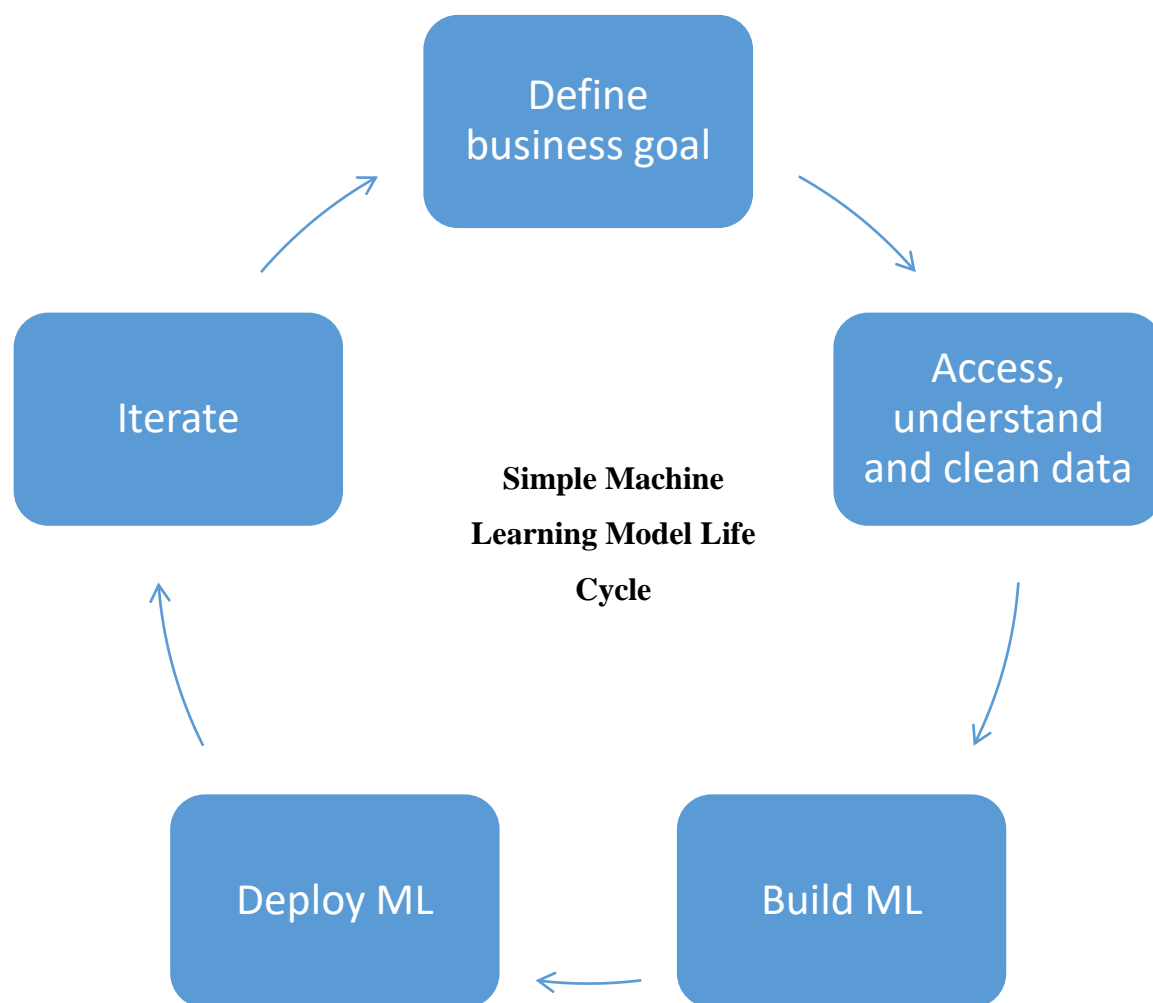 Define
business goal
Access,
understand
and clean data
Iterate
Simple Machine
Learning Model Life
Cycle
Deploy ML
Build ML